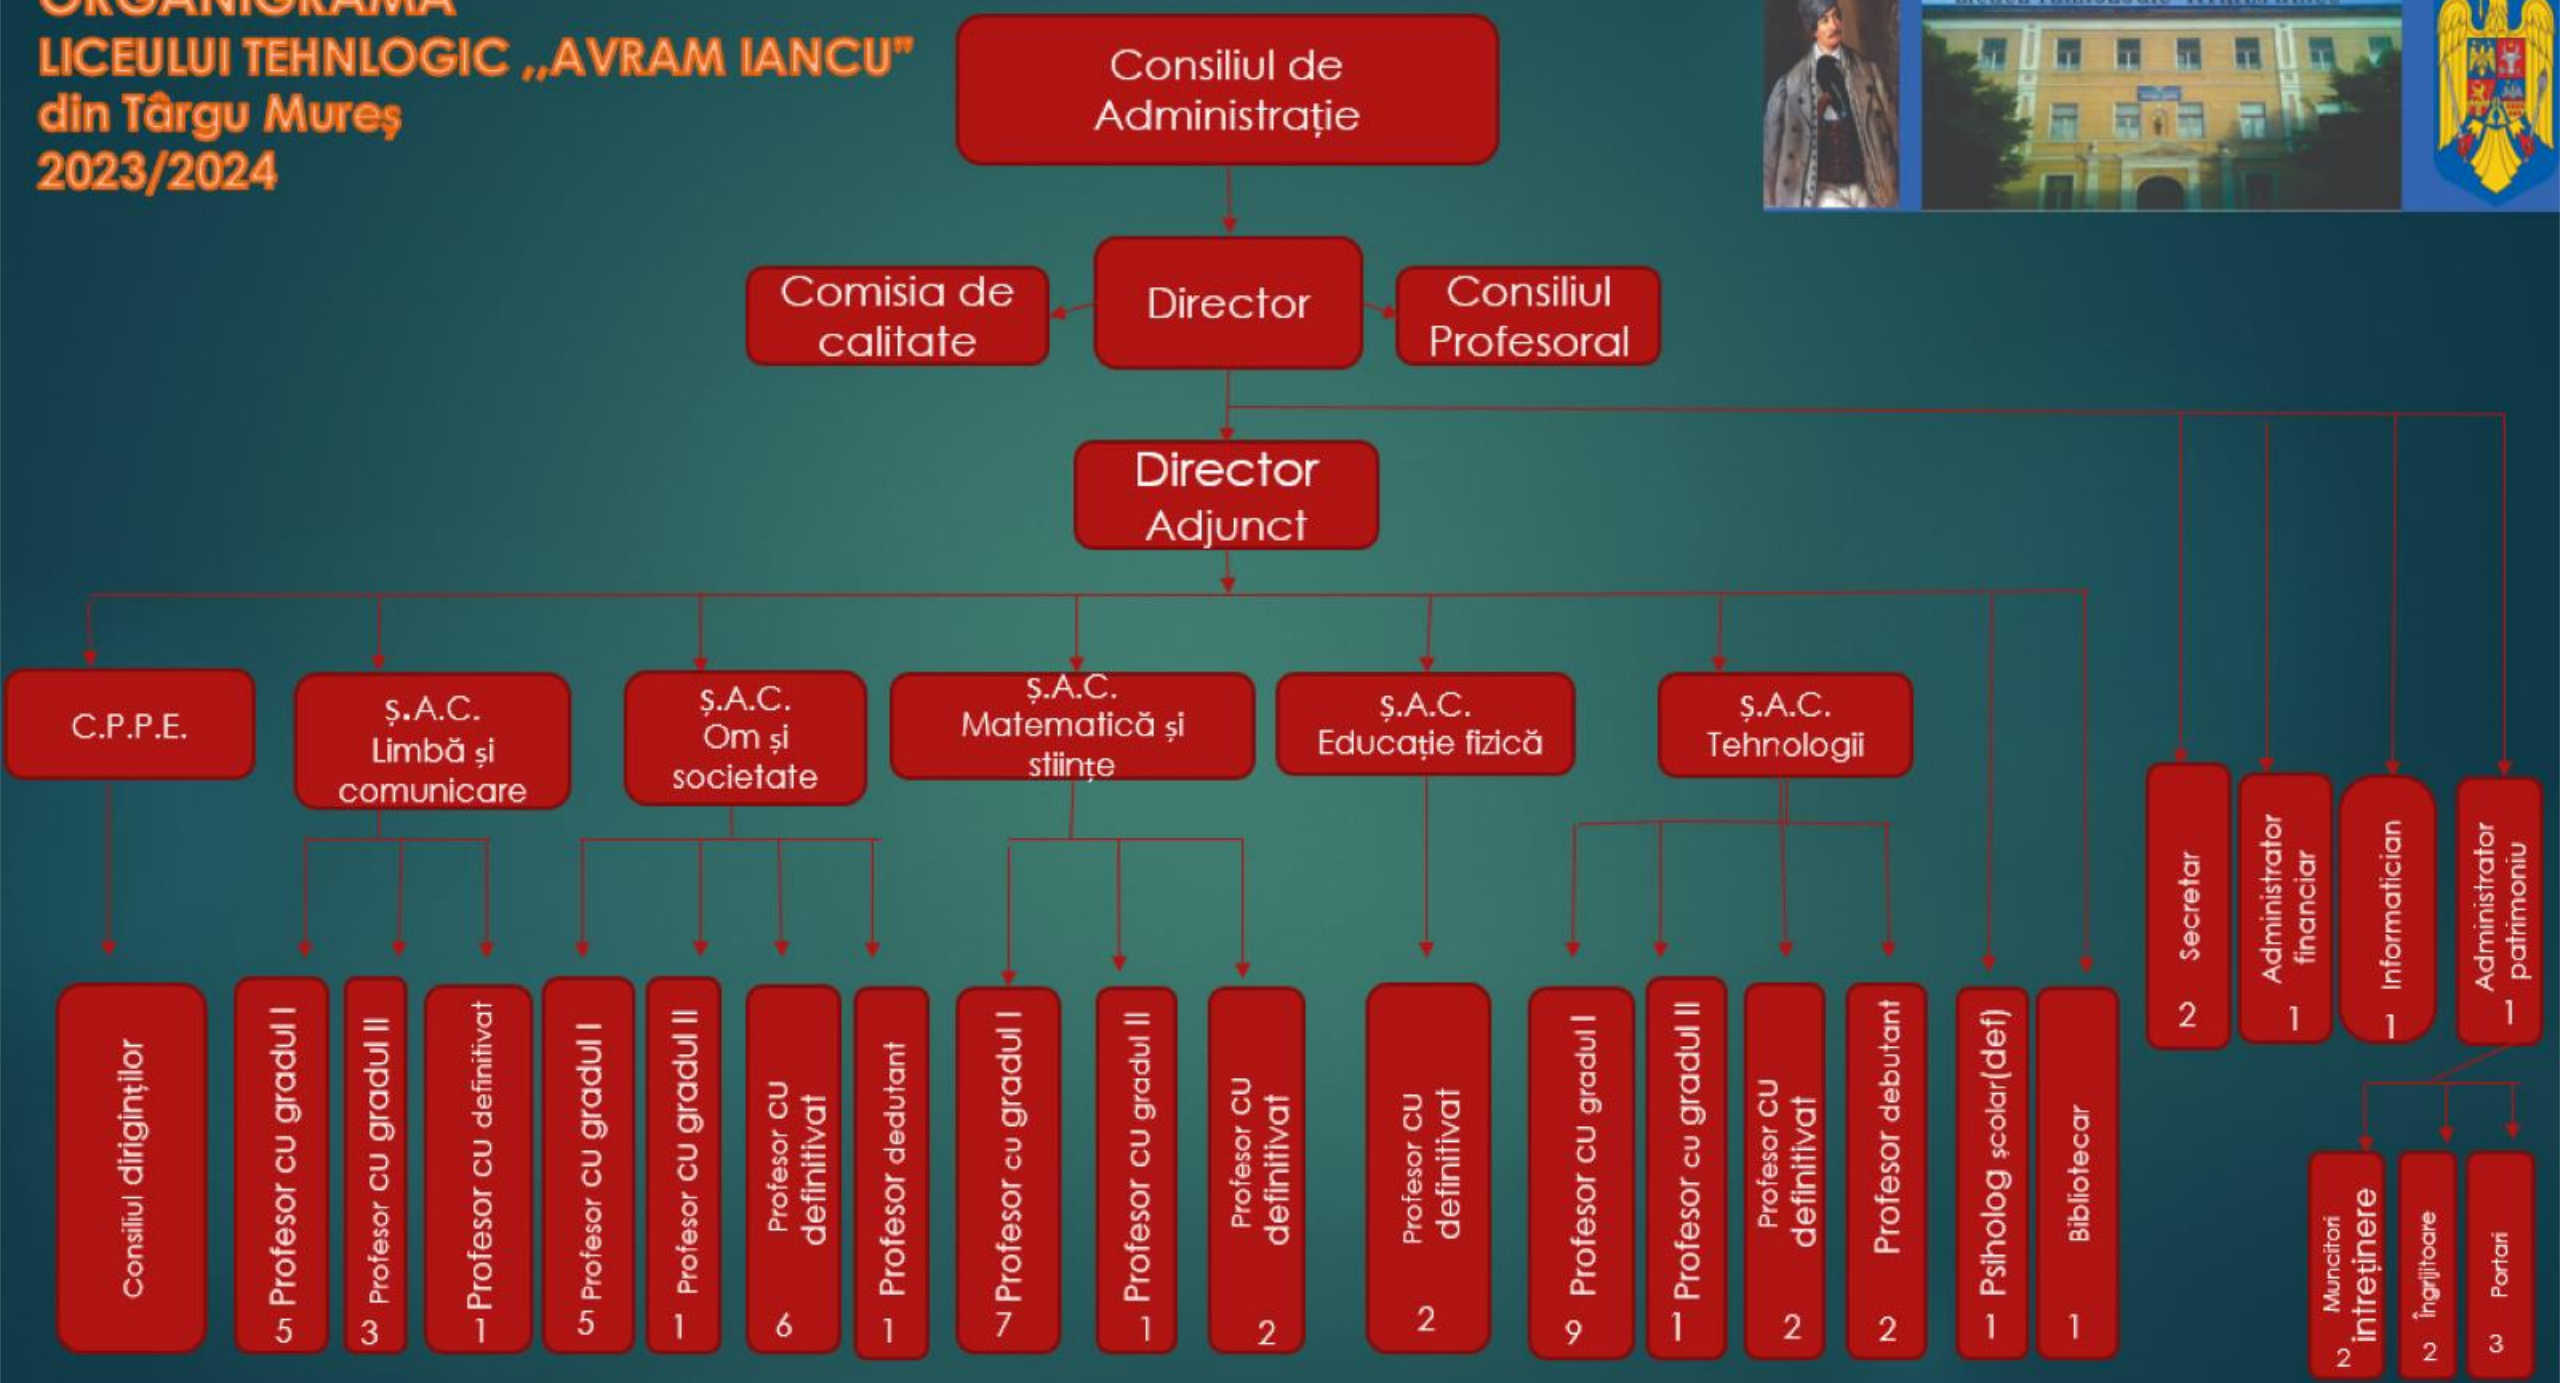 ORGANIGRAMA
LICEULUI TEHNLOGIC ,,AVRAM IANCU"
din Târgu Mureș
2023/2024
Consiliul de
Administrație
Comisia de
calitate
Director
Consiliul
Profesoral
Director
Adjunct
C.P.P.E.
Ș.A.C.
Limbă și
comunicare
Ș.A.C.
Om și
societate
Ș.A.C.
Matematică și
stiințe
Ș.A.C.
Educație fizică
Ș.A.C.
Tehnologii
Secretar
2
Administrator
financiar
1
Informatician
1
Administrator
patrimoniu
1
Consiliul diriginților
Profesor cu gradul I
5
Profesor cu gradul II
3
Profesor cu definitivat
1
Profesor cu gradul I
5
Profesor cu gradul II
1
Profesor cu
definitivat
6
Profesor dedutant
1
Profesor cu gradul I
7
Profesor cu gradul II
1
Profesor cu
definitivat
2
Profesor cu
definitivat
2
Profesor cu gradul I
9
Profesor cu gradul II
1
Profesor cu
definitivat
2
Profesor debutant
2
Psiholog școlar(def)
1
Bibliotecar
1
Muncitori
întreținere
2
Îngrijitoare
2
Portari
3